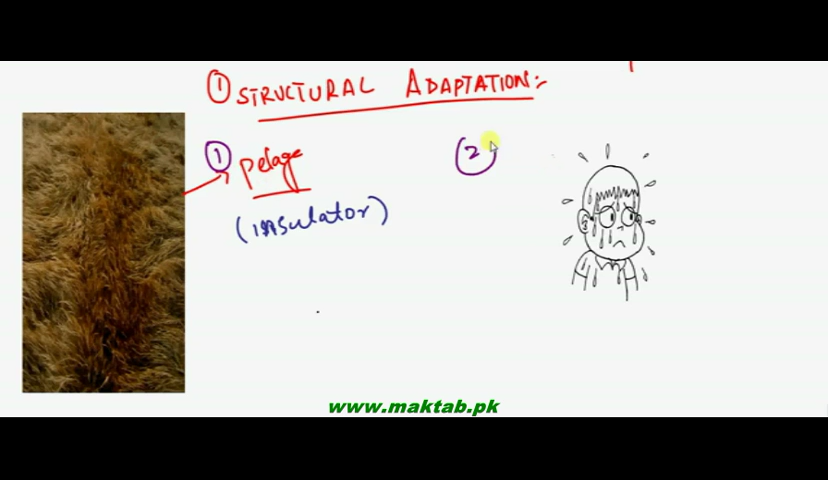 ① STRUCTURAL ADAPTATION:-
① pelage
②
(insulator)
www.maktab.pk